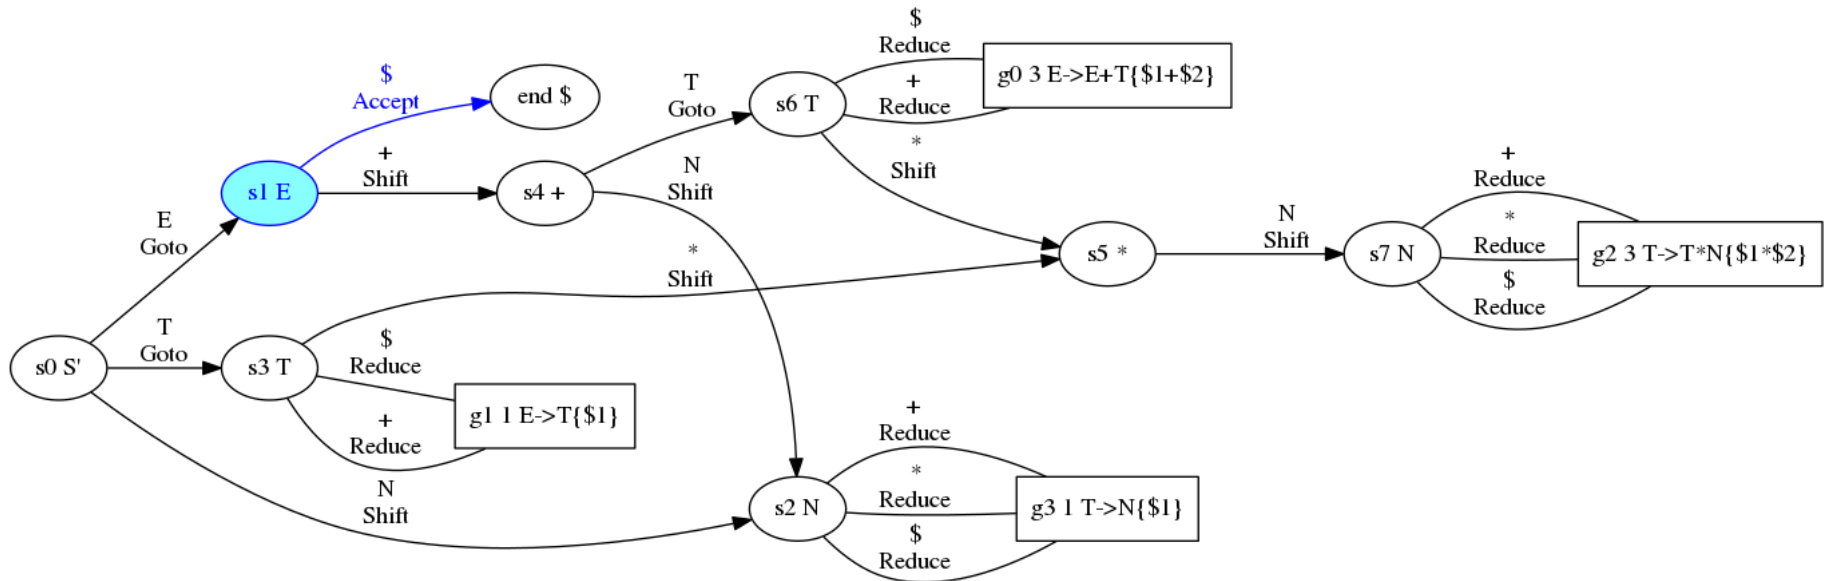 $
Reduce
g0 3 E->E+T{$1+$2}
+
Reduce
s6 T
T
Goto
$
Accept
end $
*
Shift
+
Shift
N
Shift
s1 E
s4 +
+
Reduce
E
Goto
N
Shift
*
Reduce
s5 *
s7 N
g2 3 T->T*N{$1*$2}
*
Shift
$
Reduce
T
Goto
$
Reduce
s0 S'
s3 T
g1 1 E->T{$1}
+
Reduce
+
Reduce
N
Shift
*
Reduce
s2 N
g3 1 T->N{$1}
$
Reduce